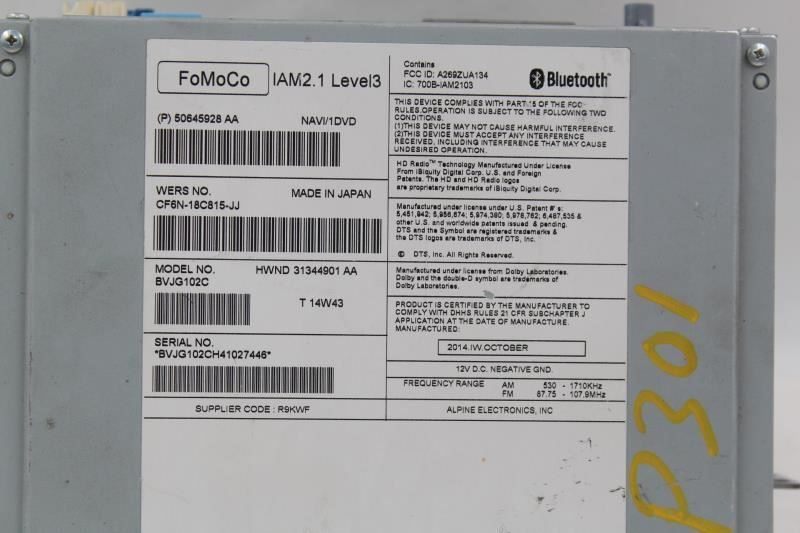 FoMoCo IAM2.1 Level3
(P) 50645928 AA NAVI/1DVD
WERS NO. MADE IN JAPAN
CF6N-18C815-JJ
MODEL NO. HWND 31344901 AA
BVJG102C
T 14W43
SERIAL NO.
*BVJG102CH41027446*
SUPPLIER CODE : R9KWF
Contains
FCC ID: A269ZUA134
IC: 700B-IAM2103
Bluetooth
THIS DEVICE COMPLIES WITH PART 15 OF THE FCC
RULES.OPERATION IS SUBJECT TO THE FOLLOWING TWO
CONDITIONS.
(1)THIS DEVICE MAY NOT CAUSE HARMFUL INTERFERENCE.
(2)THIS DEVICE MUST ACCEPT ANY INTERFERENCE
RECEIVED, INCLUDING INTERFERENCE THAT MAY CAUSE
UNDESIRED OPERATION.
HD Radio™ Technology Manufactured Under License
From iBiquity Digital Corp. U.S. and Foreign
Patents. The HD and HD Radio logos
are proprietary trademarks of iBiquity Digital Corp.
Manufactured under license under U.S. Patent #'s :
5,451,942; 5,956,674; 5,974,380; 5,978,762; 6,487,535 &
other U.S. and worldwide patents issued & pending.
DTS and the Symbol are registered trademarks &
the DTS logos are trademarks of DTS, Inc.
© DTS, Inc. All Rights Reserved.
Manufactured under license from Dolby Laboratories.
Dolby and the double-D symbol are trademarks of
Dolby Laboratories.
PRODUCT IS CERTIFIED BY THE MANUFACTURER TO
COMPLY WITH DHHS RULES 21 CFR SUBCHAPTER J
APPLICATION AT THE DATE OF MANUFACTURE.
MANUFACTURED:
2014.IW.OCTOBER
12V D.C. NEGATIVE GND.
FREQUENCY RANGE AM 530 - 1710KHz
FM 87.75 - 107.9MHz
ALPINE ELECTRONICS, INC
P301